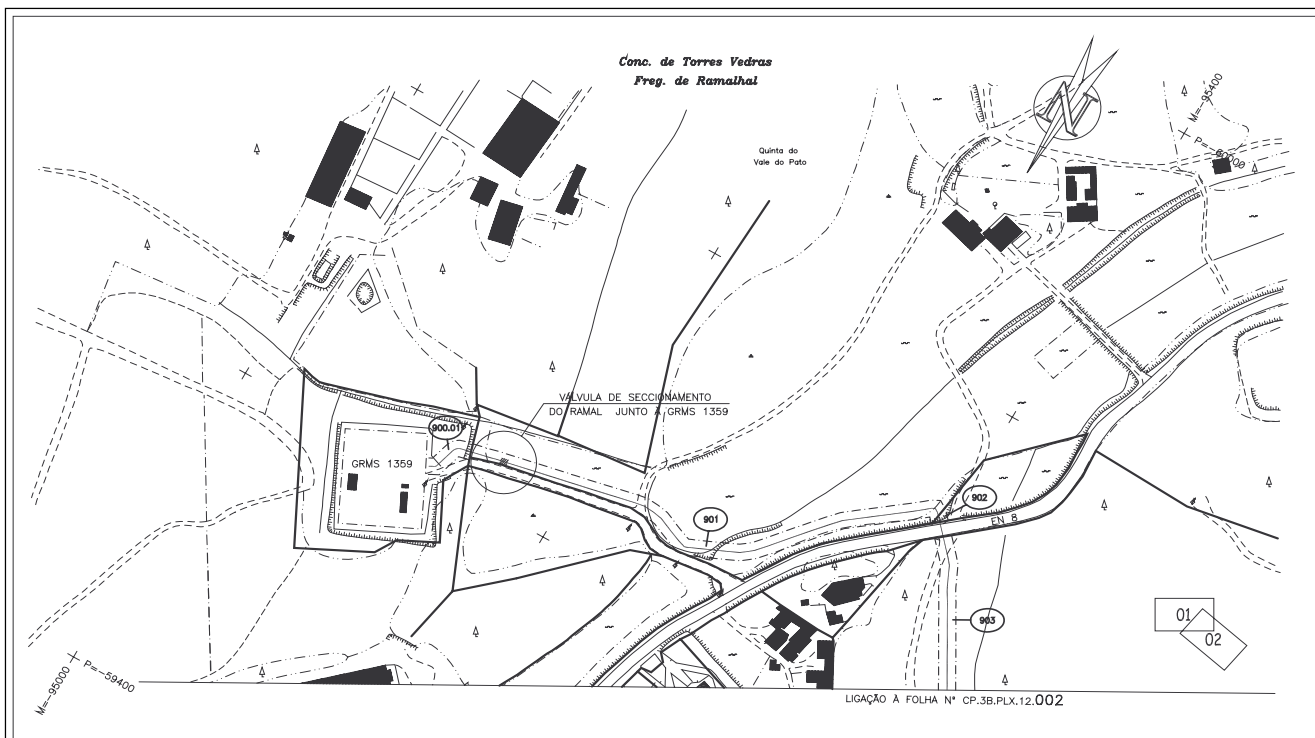 Conc. de Torres Vedras
Freg. de Ramalhal
N
M=-95400
P=-60000
Quinta do
Vale do Pato
VÁLVULA DE SECCIONAMENTO
DO RAMAL JUNTO À GRMS 1359
900.01
GRMS 1359
901
902
EN 8
903
01
02
M=-95000
P=-59400
LIGAÇÃO À FOLHA Nº CP.3B.PLX.12.002